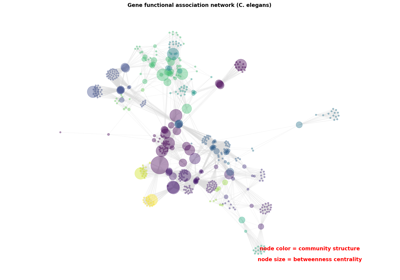 Gene functional association network (C. elegans)
node color = community structure
node size = betweenness centrality